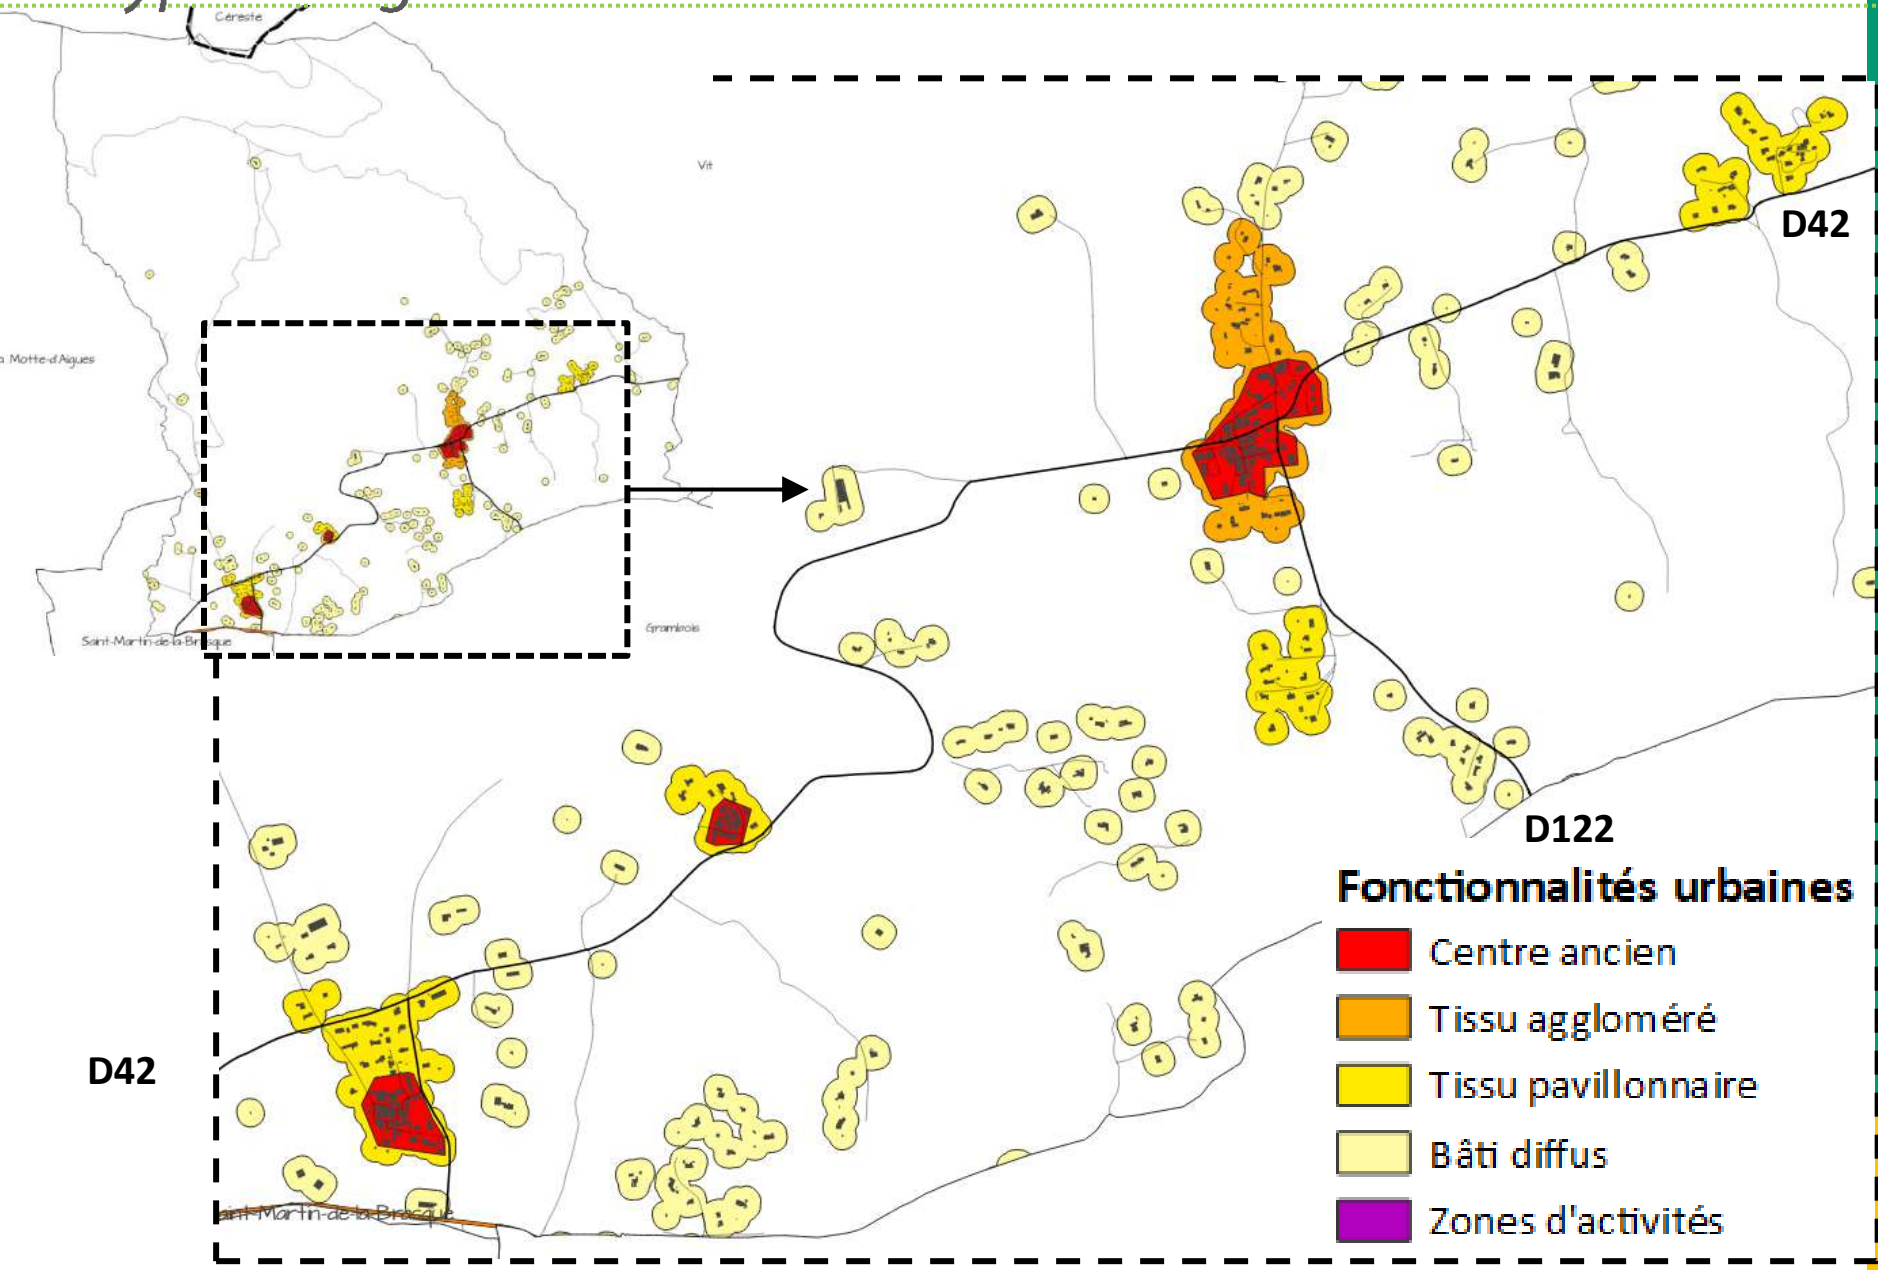 Céreste
Vit
D42
a Motte-d'Aigues
Grambois
Saint-Martin-de-la-Brasque
D122
Fonctionnalités urbaines
Centre ancien
Tissu aggloméré
D42
Tissu pavillonnaire
Bâti diffus
aint-Martin-de-la-Brasque
Zones d'activités